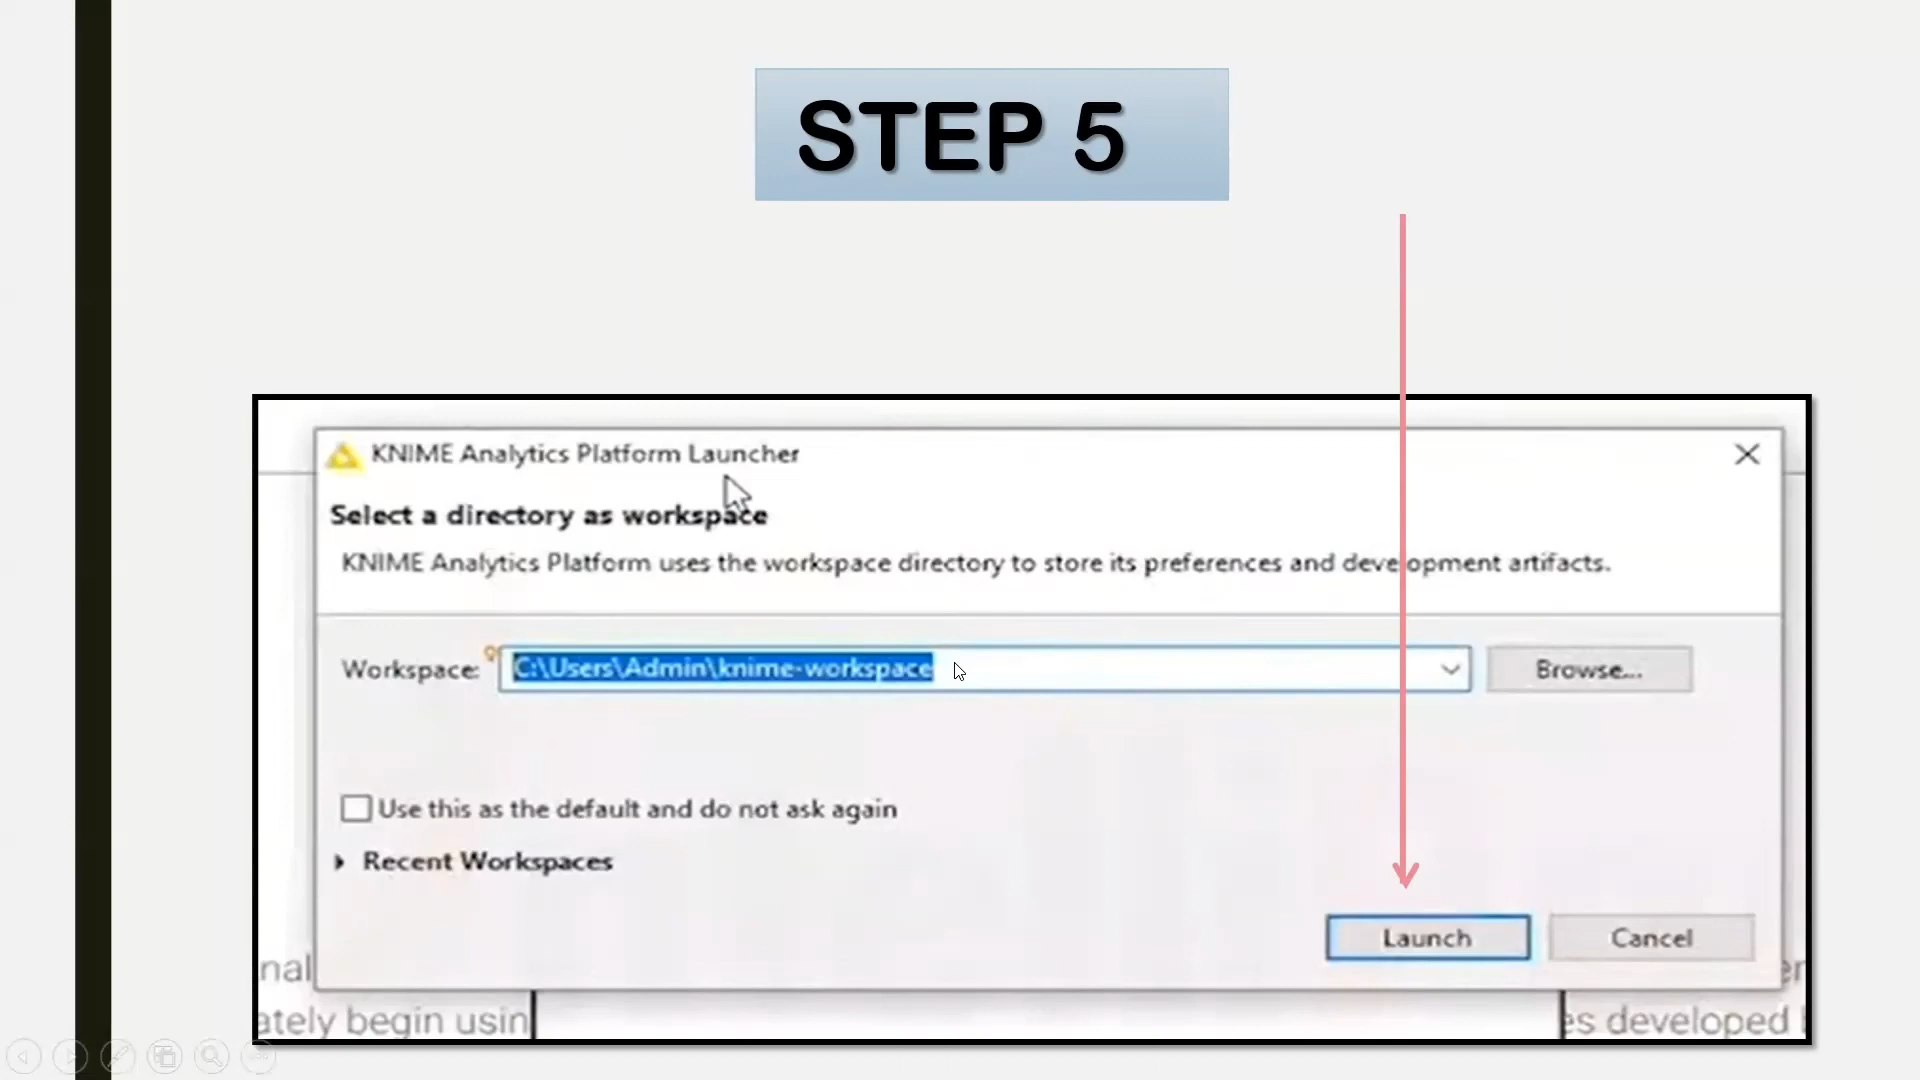 STEP 5
KNIME Analytics Platform Launcher
Select a directory as workspace
KNIME Analytics Platform uses the workspace directory to store its preferences and development artifacts.
Workspace: C:\Users\Admin\knime-workspace Browse...
Use this as the default and do not ask again
Recent Workspaces
Launch Cancel
nal
ately begin usin es developed